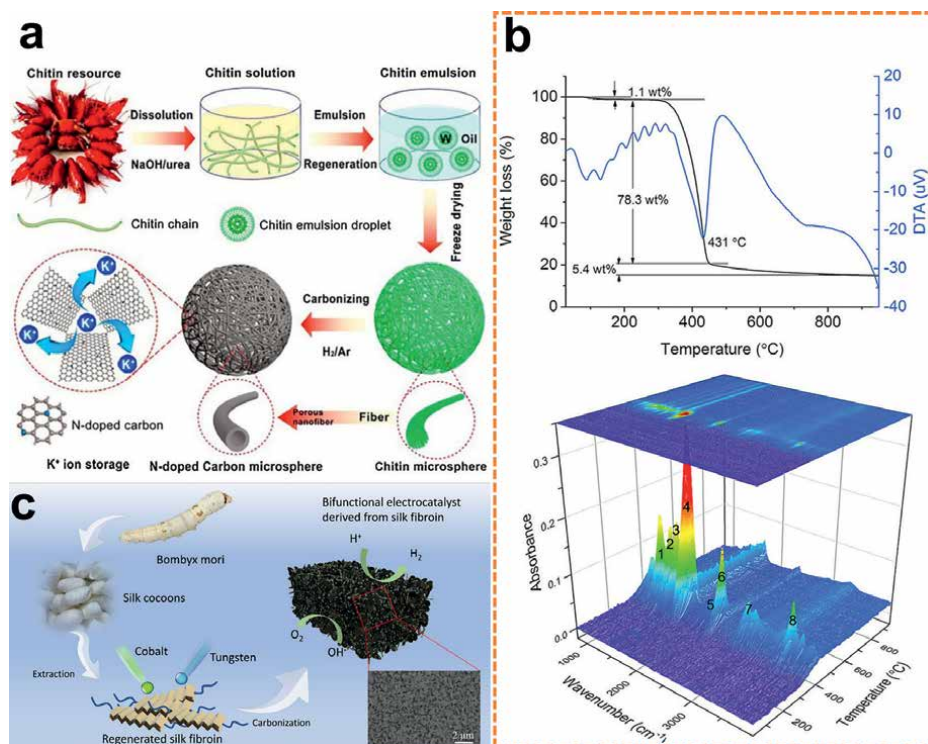 a
Chitin resource
Chitin solution
Chitin emulsion
Dissolution
NaOH/urea
Emulsion
Regeneration
W
Oil
Chitin chain
Chitin emulsion droplet
Freeze drying
K⁺
K⁺
K⁺
K⁺
Carbonizing
H₂/Ar
N-doped carbon
Porous
nanofiber
Fiber
K⁺ ion storage
N-doped Carbon microsphere
Chitin microsphere
b
1.1 wt%
78.3 wt%
431 °C
5.4 wt%
Weight loss (%)
100
80
60
40
20
0
200
400
600
800
Temperature (°C)
DTA (uV)
20
10
0
-10
-20
-30
-40
Absorbance
0.3
0.2
0.1
0.0
1
2
3
4
5
6
7
8
1000
2000
3000
Wavenumber (cm⁻¹)
200
400
600
800
Temperature (°C)
c
Bombyx mori
Silk cocoons
Extraction
Cobalt
Tungsten
Regenerated silk fibroin
Carbonization
Bifunctional electrocatalyst
derived from silk fibroin
H⁺
H₂
O₂
OH⁻
2μm